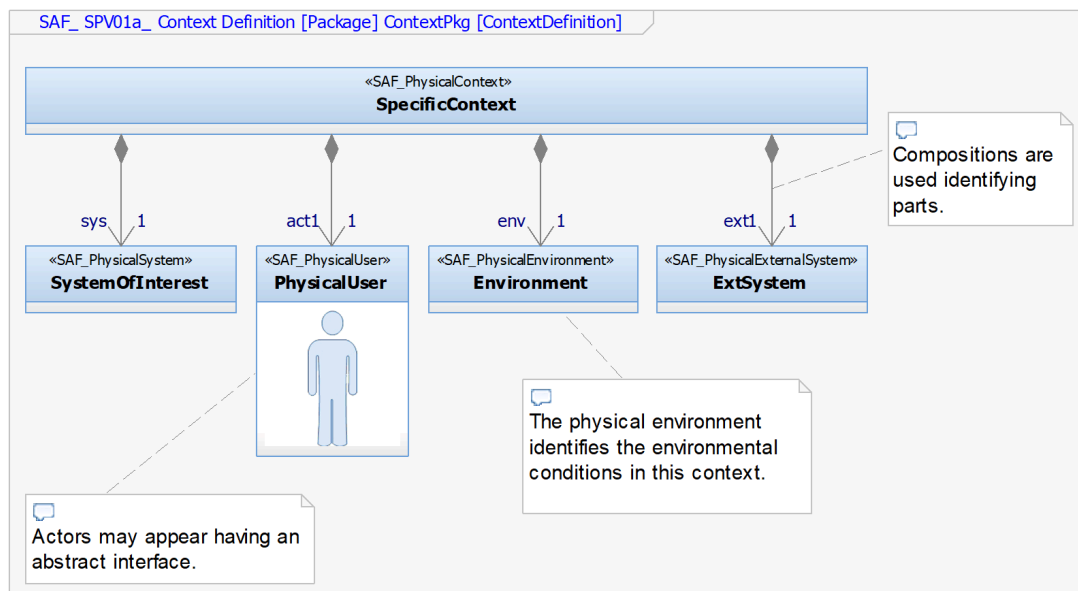 SAF_ SPV01a_ Context Definition [Package] ContextPkg [ContextDefinition]
«SAF_PhysicalContext»
SpecificContext
Compositions are
used identifying
parts.
sys 1
act1 1
env 1
ext1 1
«SAF_PhysicalSystem»
SystemOfInterest
«SAF_PhysicalUser»
PhysicalUser
«SAF_PhysicalEnvironment»
Environment
«SAF_PhysicalExternalSystem»
ExtSystem
The physical environment
identifies the environmental
conditions in this context.
Actors may appear having an
abstract interface.